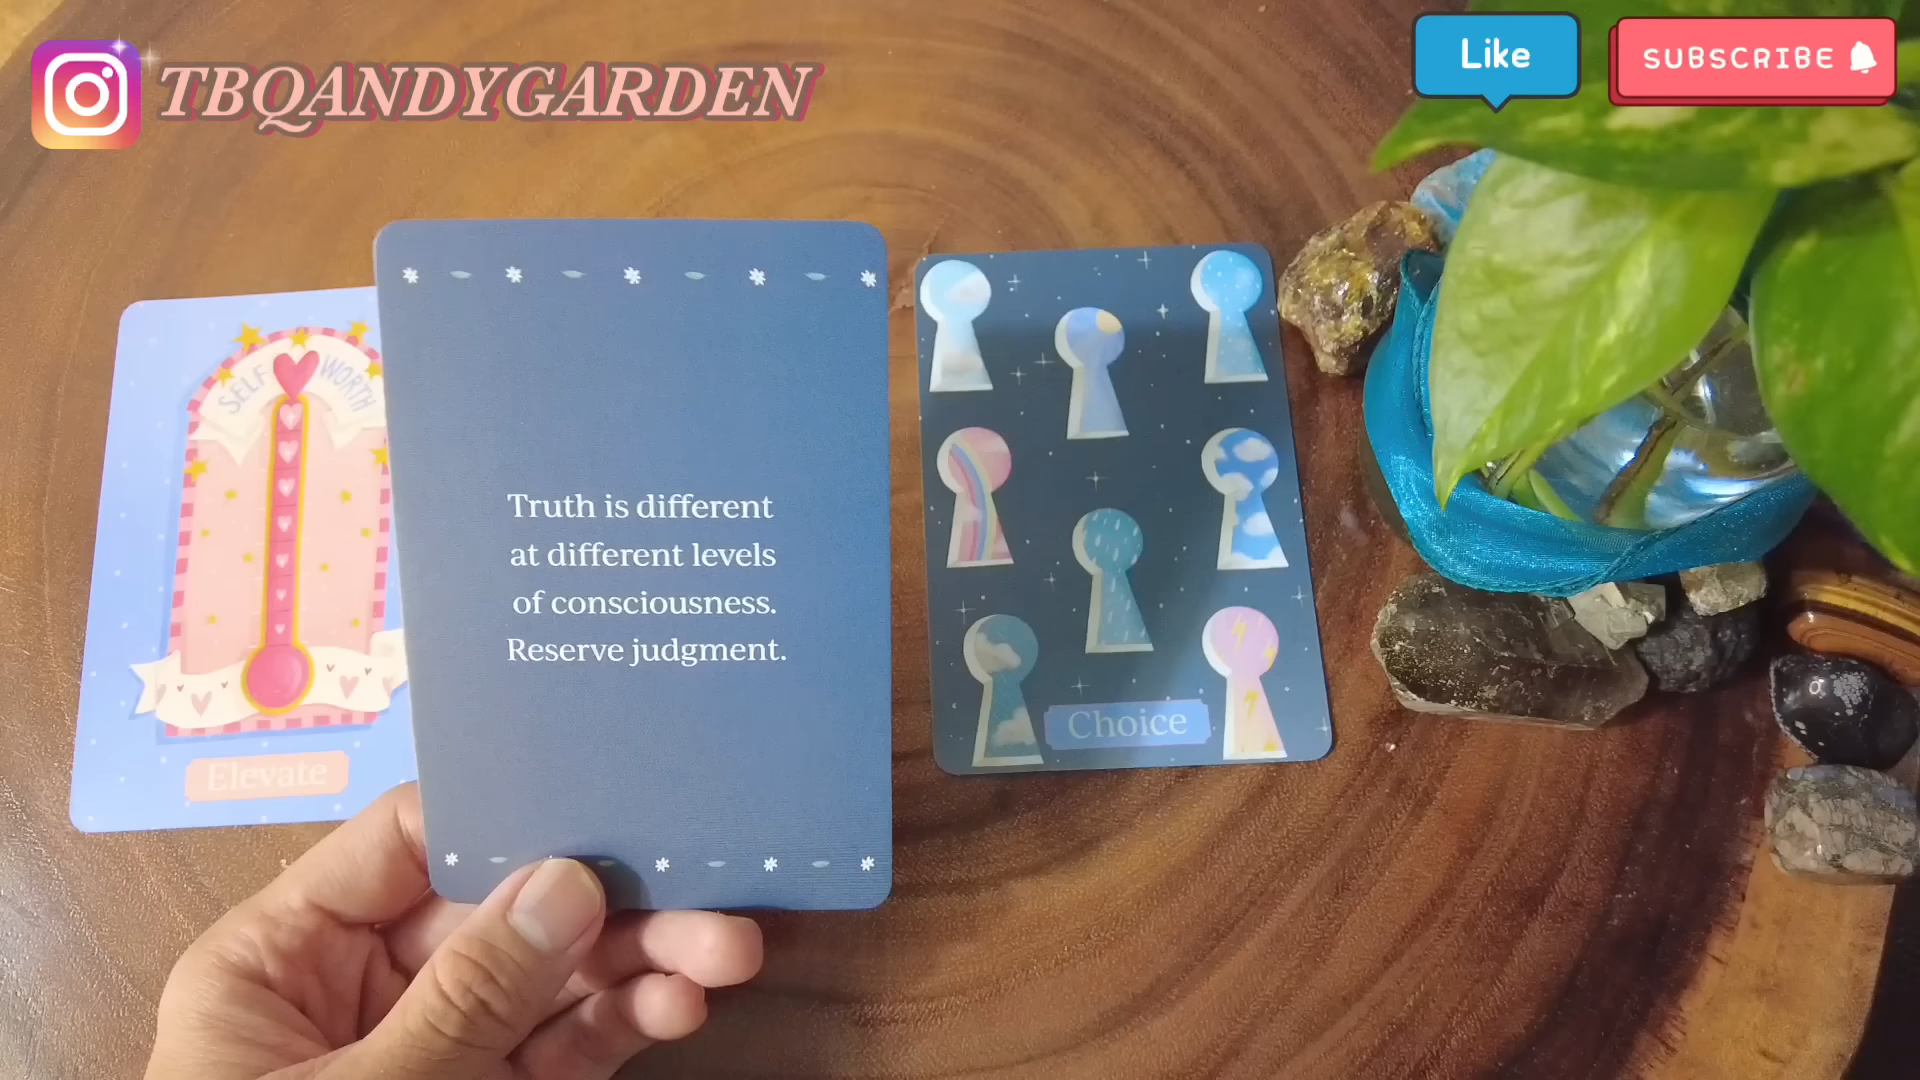 TBQANDYGARDEN
Like
SUBSCRIBE
SELF WORTH
Elevate
Truth is different
at different levels
of consciousness.
Reserve judgment.
Choice